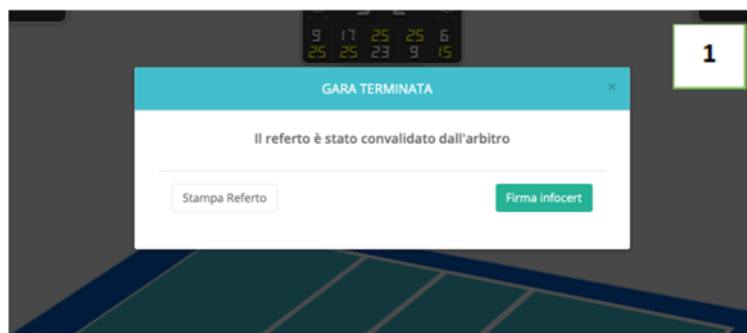 9 17 25 25 6
25 25 23 9 15
1
GARA TERMINATA ×
Il referto è stato convalidato dall'arbitro
Stampa Referto Firma infocert